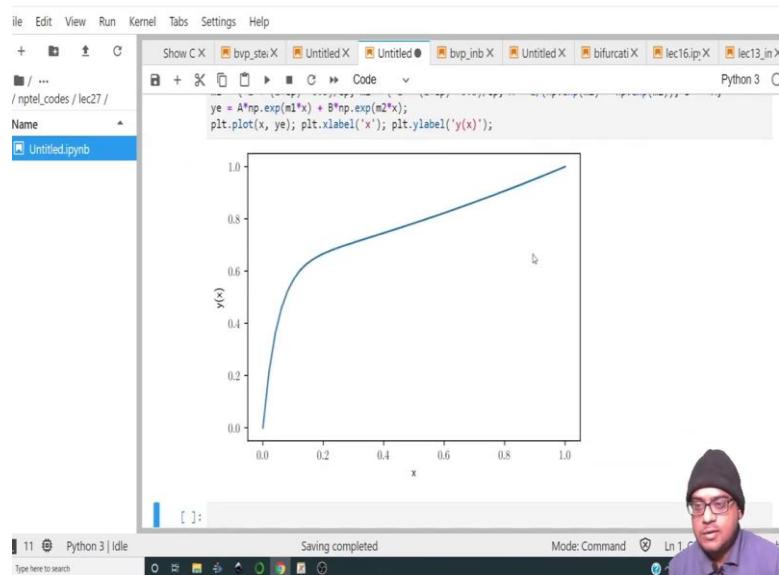 ile Edit View Run Kernel Tabs Settings Help
Show C bvp_stea Untitled Untitled bvp_inb Untitled bifurcati lec16.ip lec13_in
Code Python 3
/ ...
/ nptel_codes / lec27 /
Name
Untitled.ipynb
ye = A*np.exp(m1*x) + B*np.exp(m2*x);
plt.plot(x, ye); plt.xlabel('x'); plt.ylabel('y(x)');
1.0
0.8
0.6
0.4
0.2
0.0
y(x)
0.0 0.2 0.4 0.6 0.8 1.0
x
[ ]:
11 Python 3 | Idle Saving completed Mode: Command Ln 1,
Type here to search